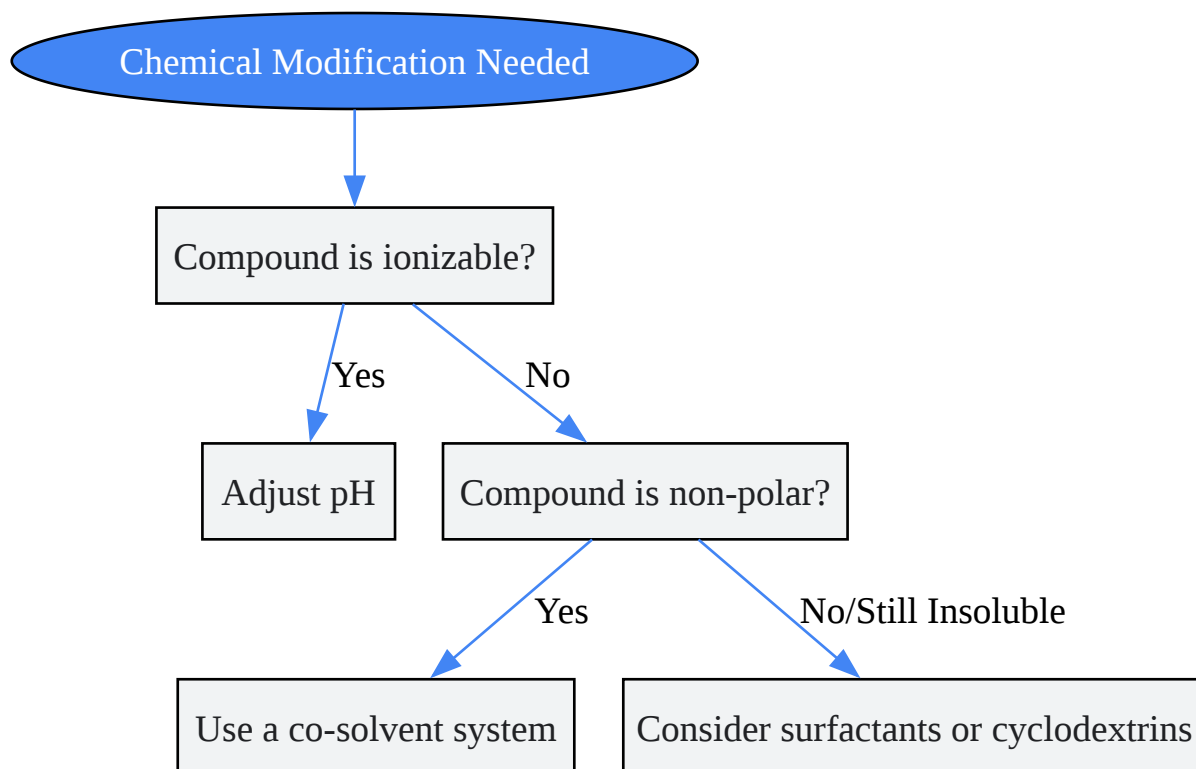 Chemical Modification Needed
Compound is ionizable?
Yes
No
Adjust pH
Compound is non-polar?
Yes
No/Still Insoluble
Use a co-solvent system
Consider surfactants or cyclodextrins